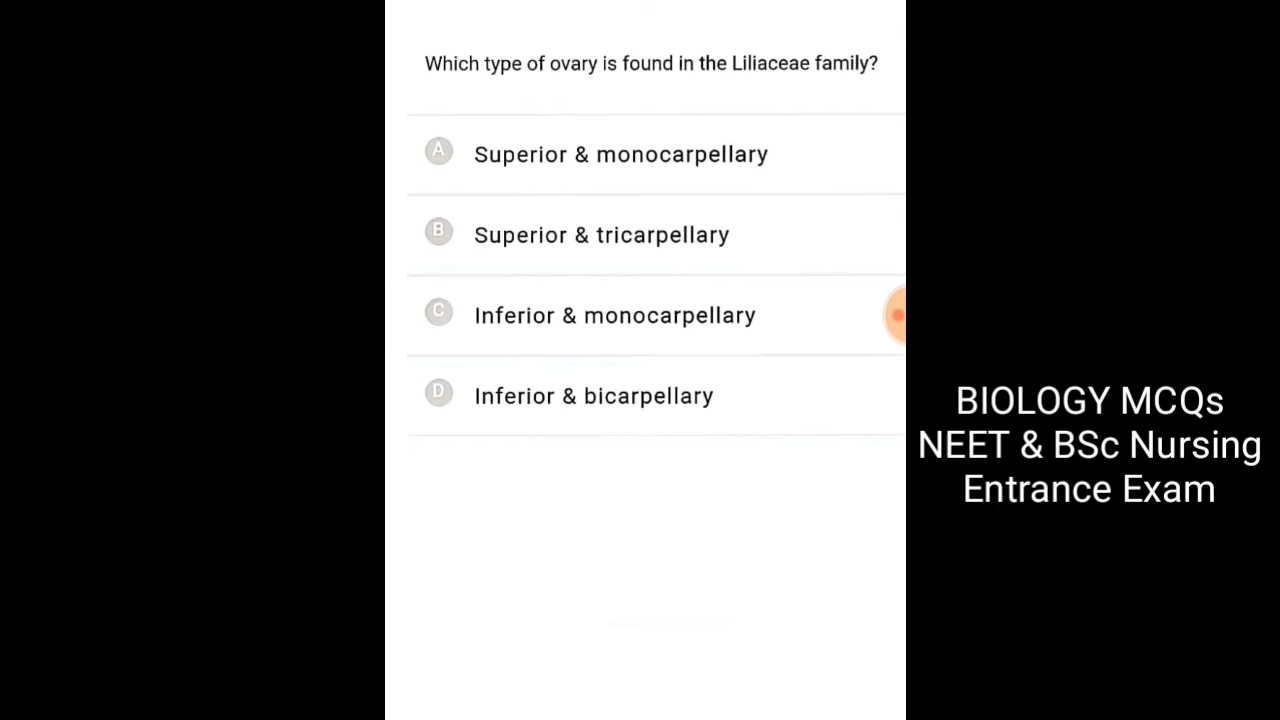 Which type of ovary is found in the Liliaceae family?
A Superior & monocarpellary
B Superior & tricarpellary
C Inferior & monocarpellary
D Inferior & bicarpellary
BIOLOGY MCQs
NEET & BSc Nursing
Entrance Exam